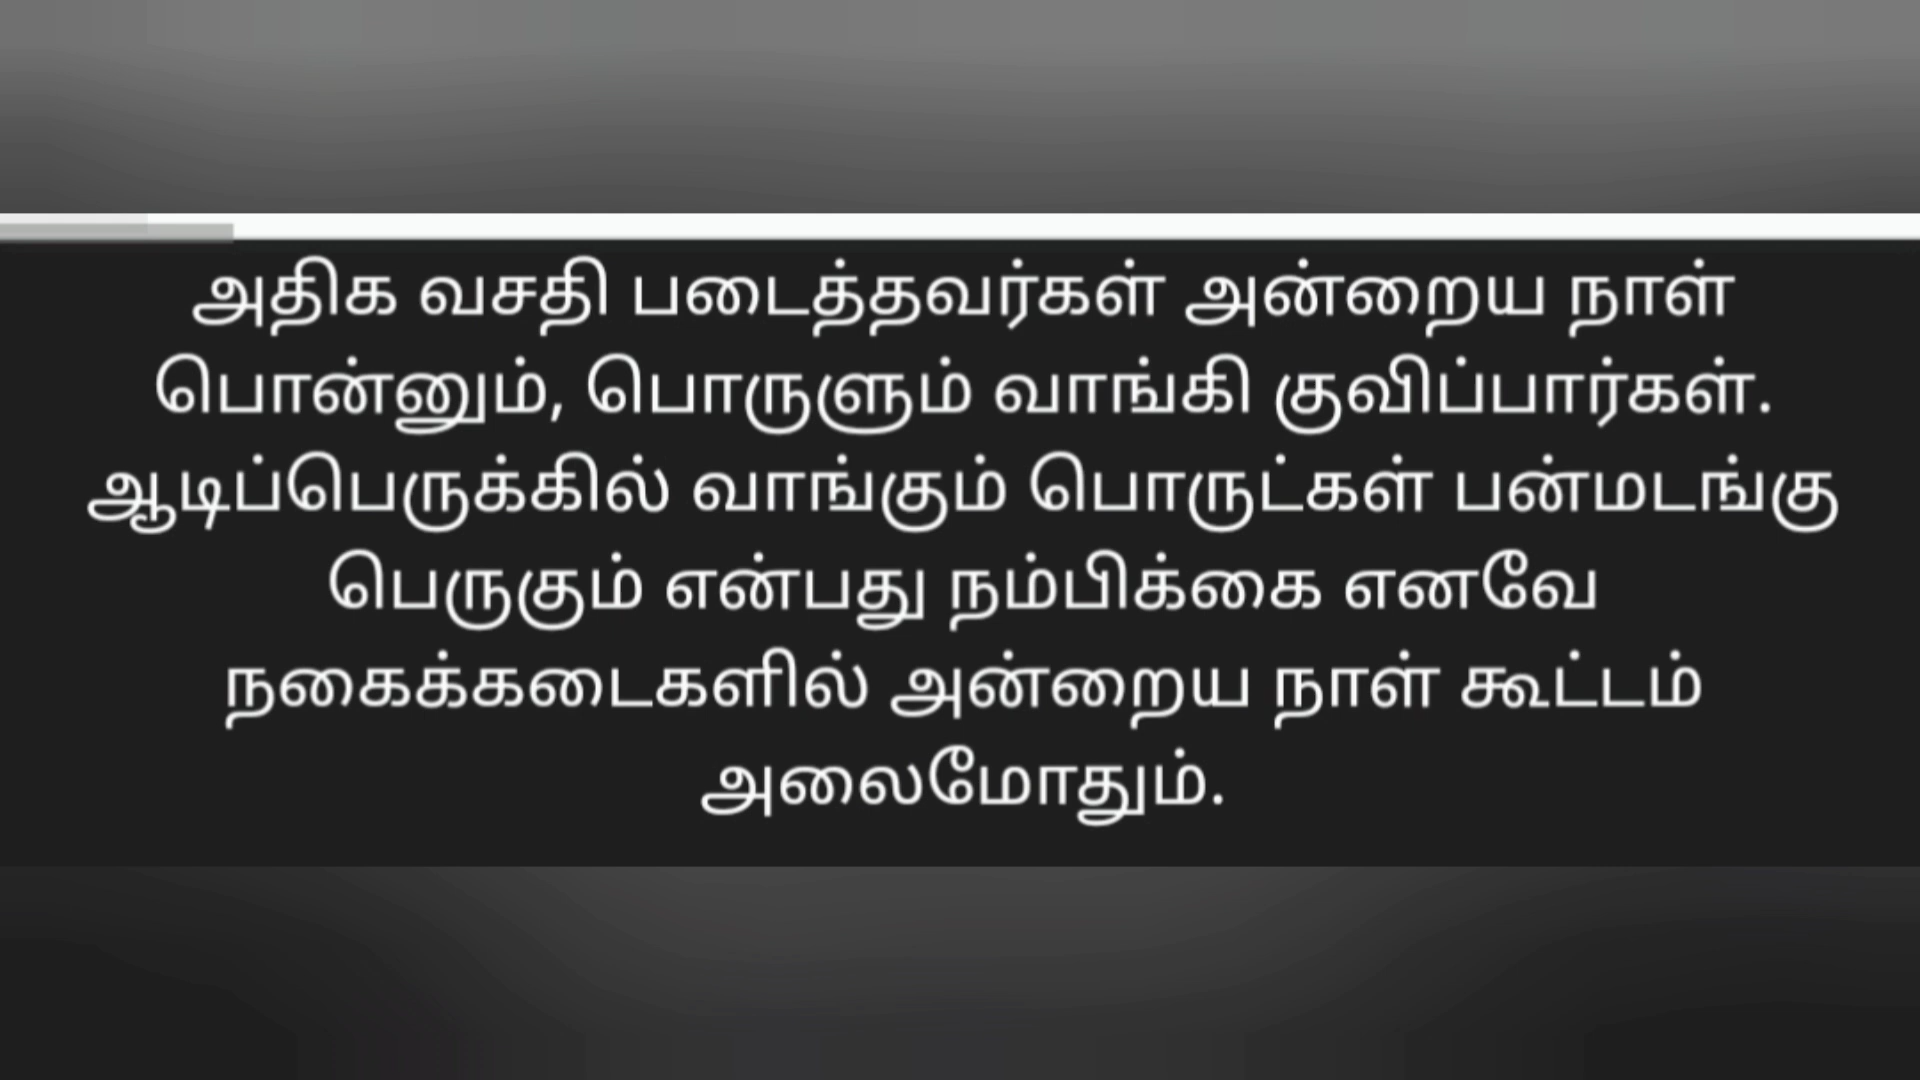 அதிக வசதி படைத்தவர்கள் அன்றைய நாள்
பொன்னும், பொருளும் வாங்கி குவிப்பார்கள்.
ஆடிப்பெருக்கில் வாங்கும் பொருட்கள் பன்மடங்கு
பெருகும் என்பது நம்பிக்கை எனவே
நகைக்கடைகளில் அன்றைய நாள் கூட்டம்
அலைமோதும்.